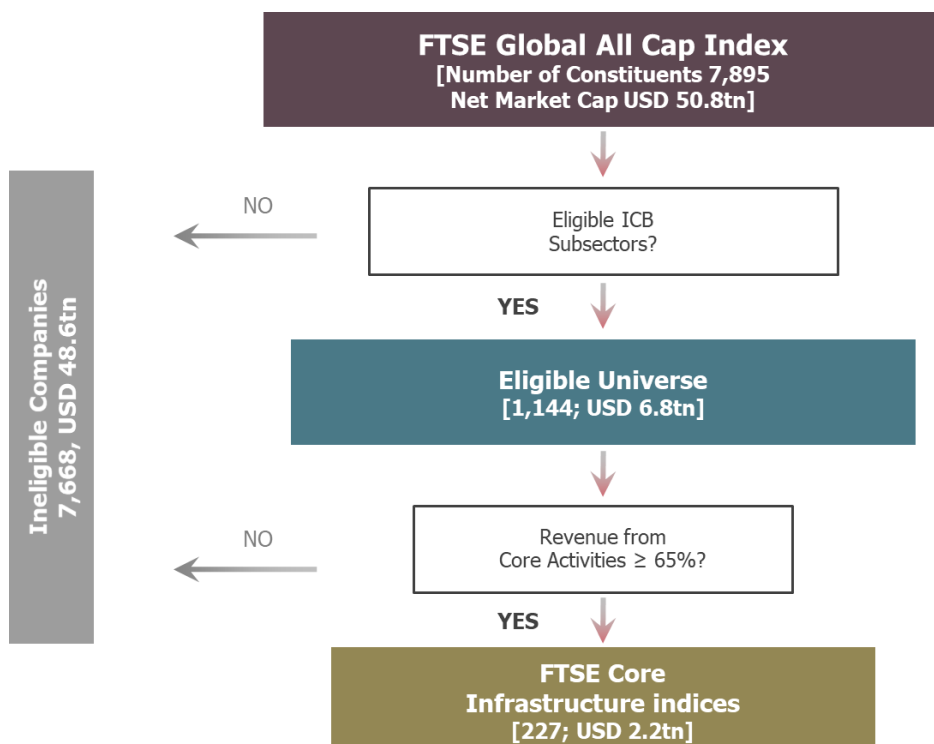 FTSE Global All Cap Index
[Number of Constituents 7,895
Net Market Cap USD 50.8tn]
NO
Eligible ICB
Subsectors?
YES
Ineligible Companies
7,668, USD 48.6tn
Eligible Universe
[1,144; USD 6.8tn]
NO
Revenue from
Core Activities ≥ 65%?
YES
FTSE Core
Infrastructure indices
[227; USD 2.2tn]